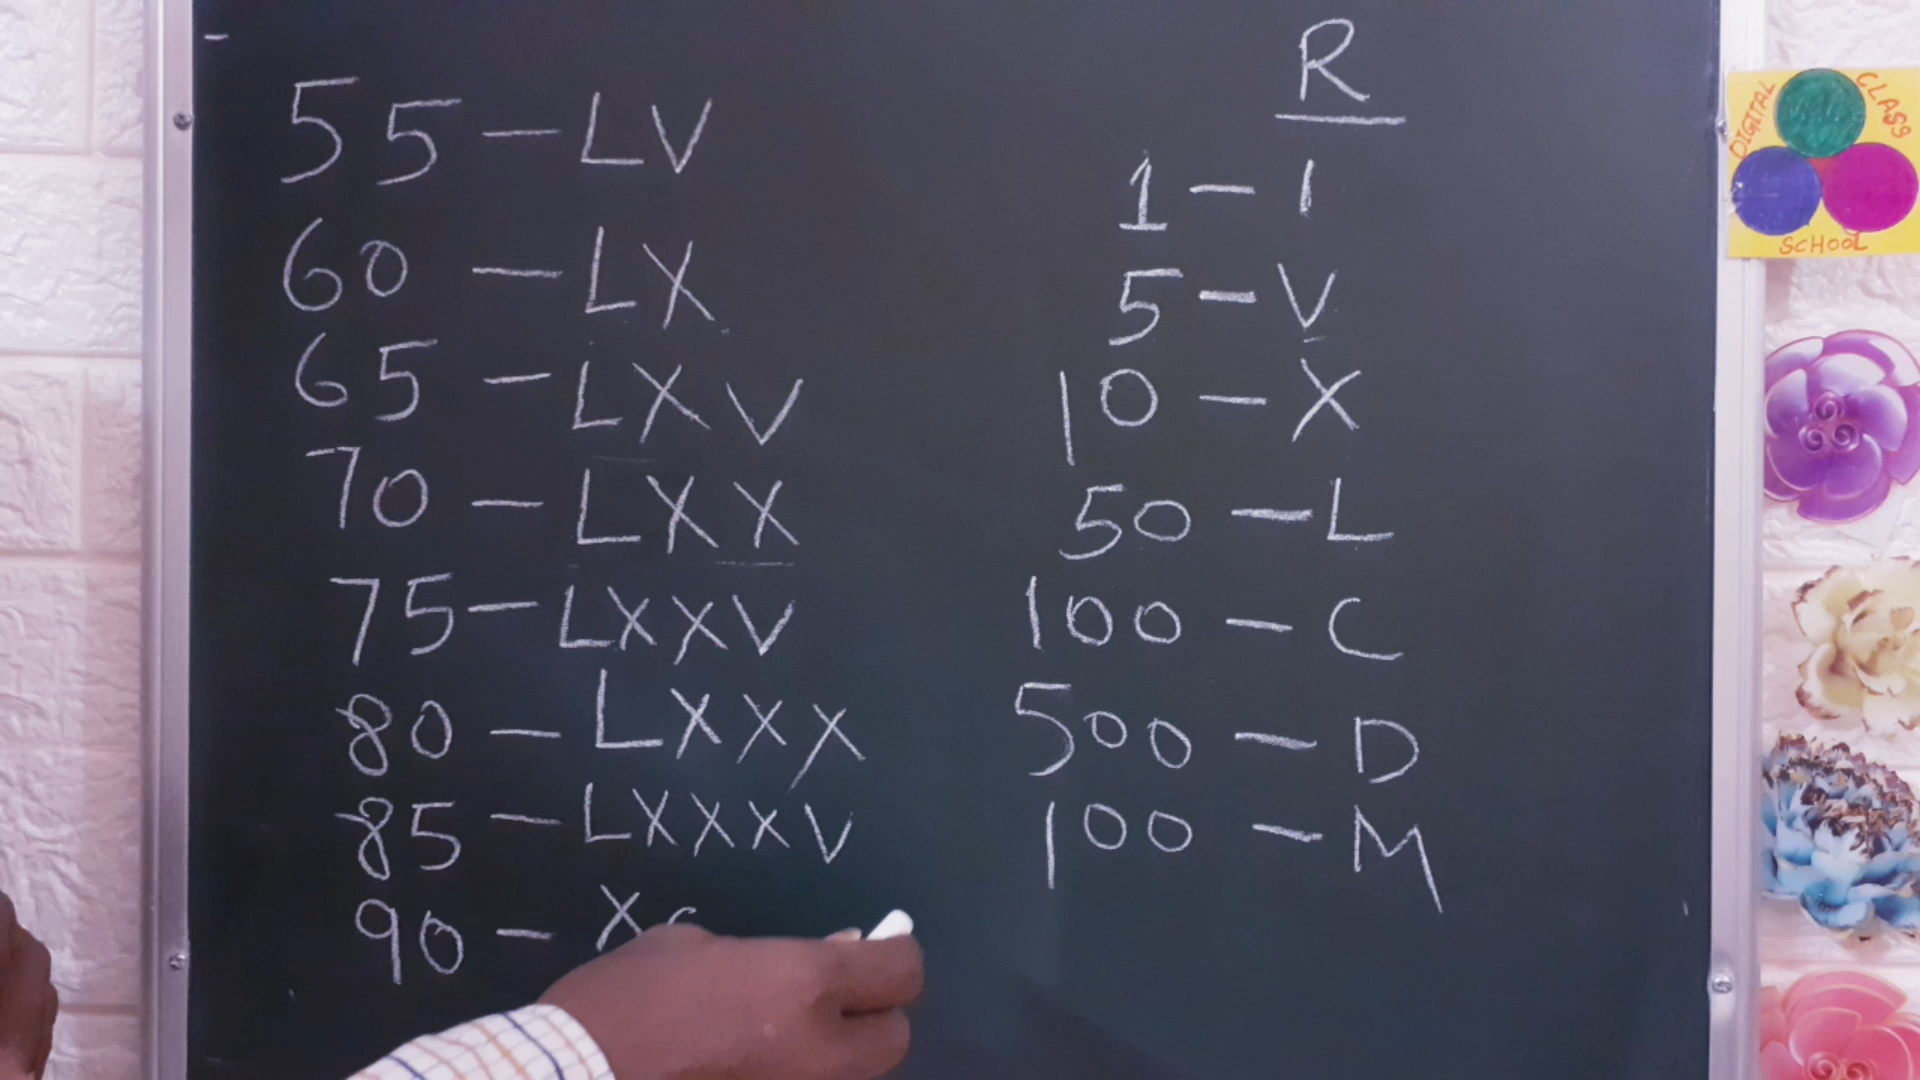 55 - LV
60 - LX
65 - LXV
70 - LXX
75 - LXXV
80 - LXXX
85 - LXXXV
90 - XC
R
1 - I
5 - V
10 - X
50 - L
100 - C
500 - D
100 - M
DIGITAL CLASS
SCHOOL